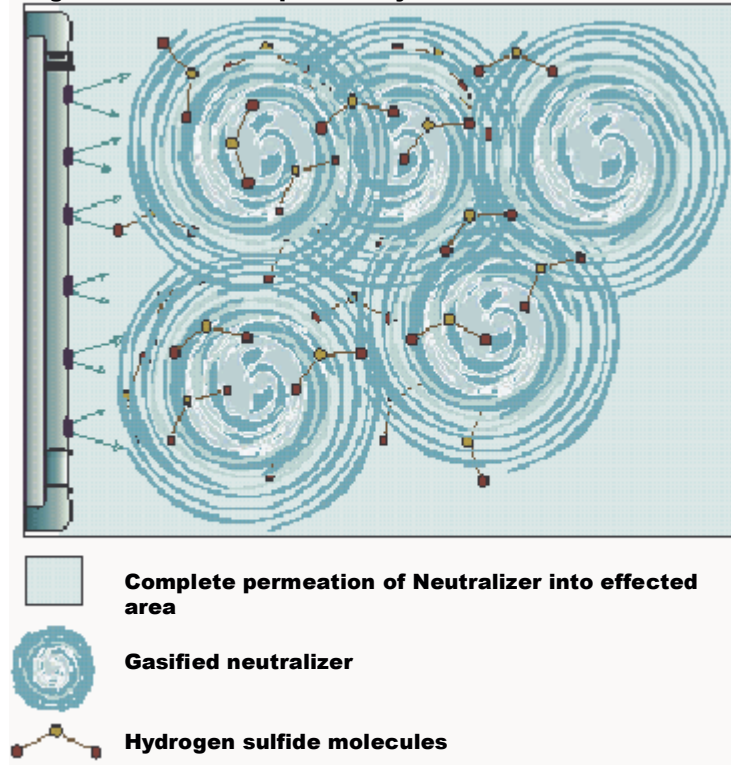 Complete permeation of Neutralizer into effected
area
Gasified neutralizer
Hydrogen sulfide molecules